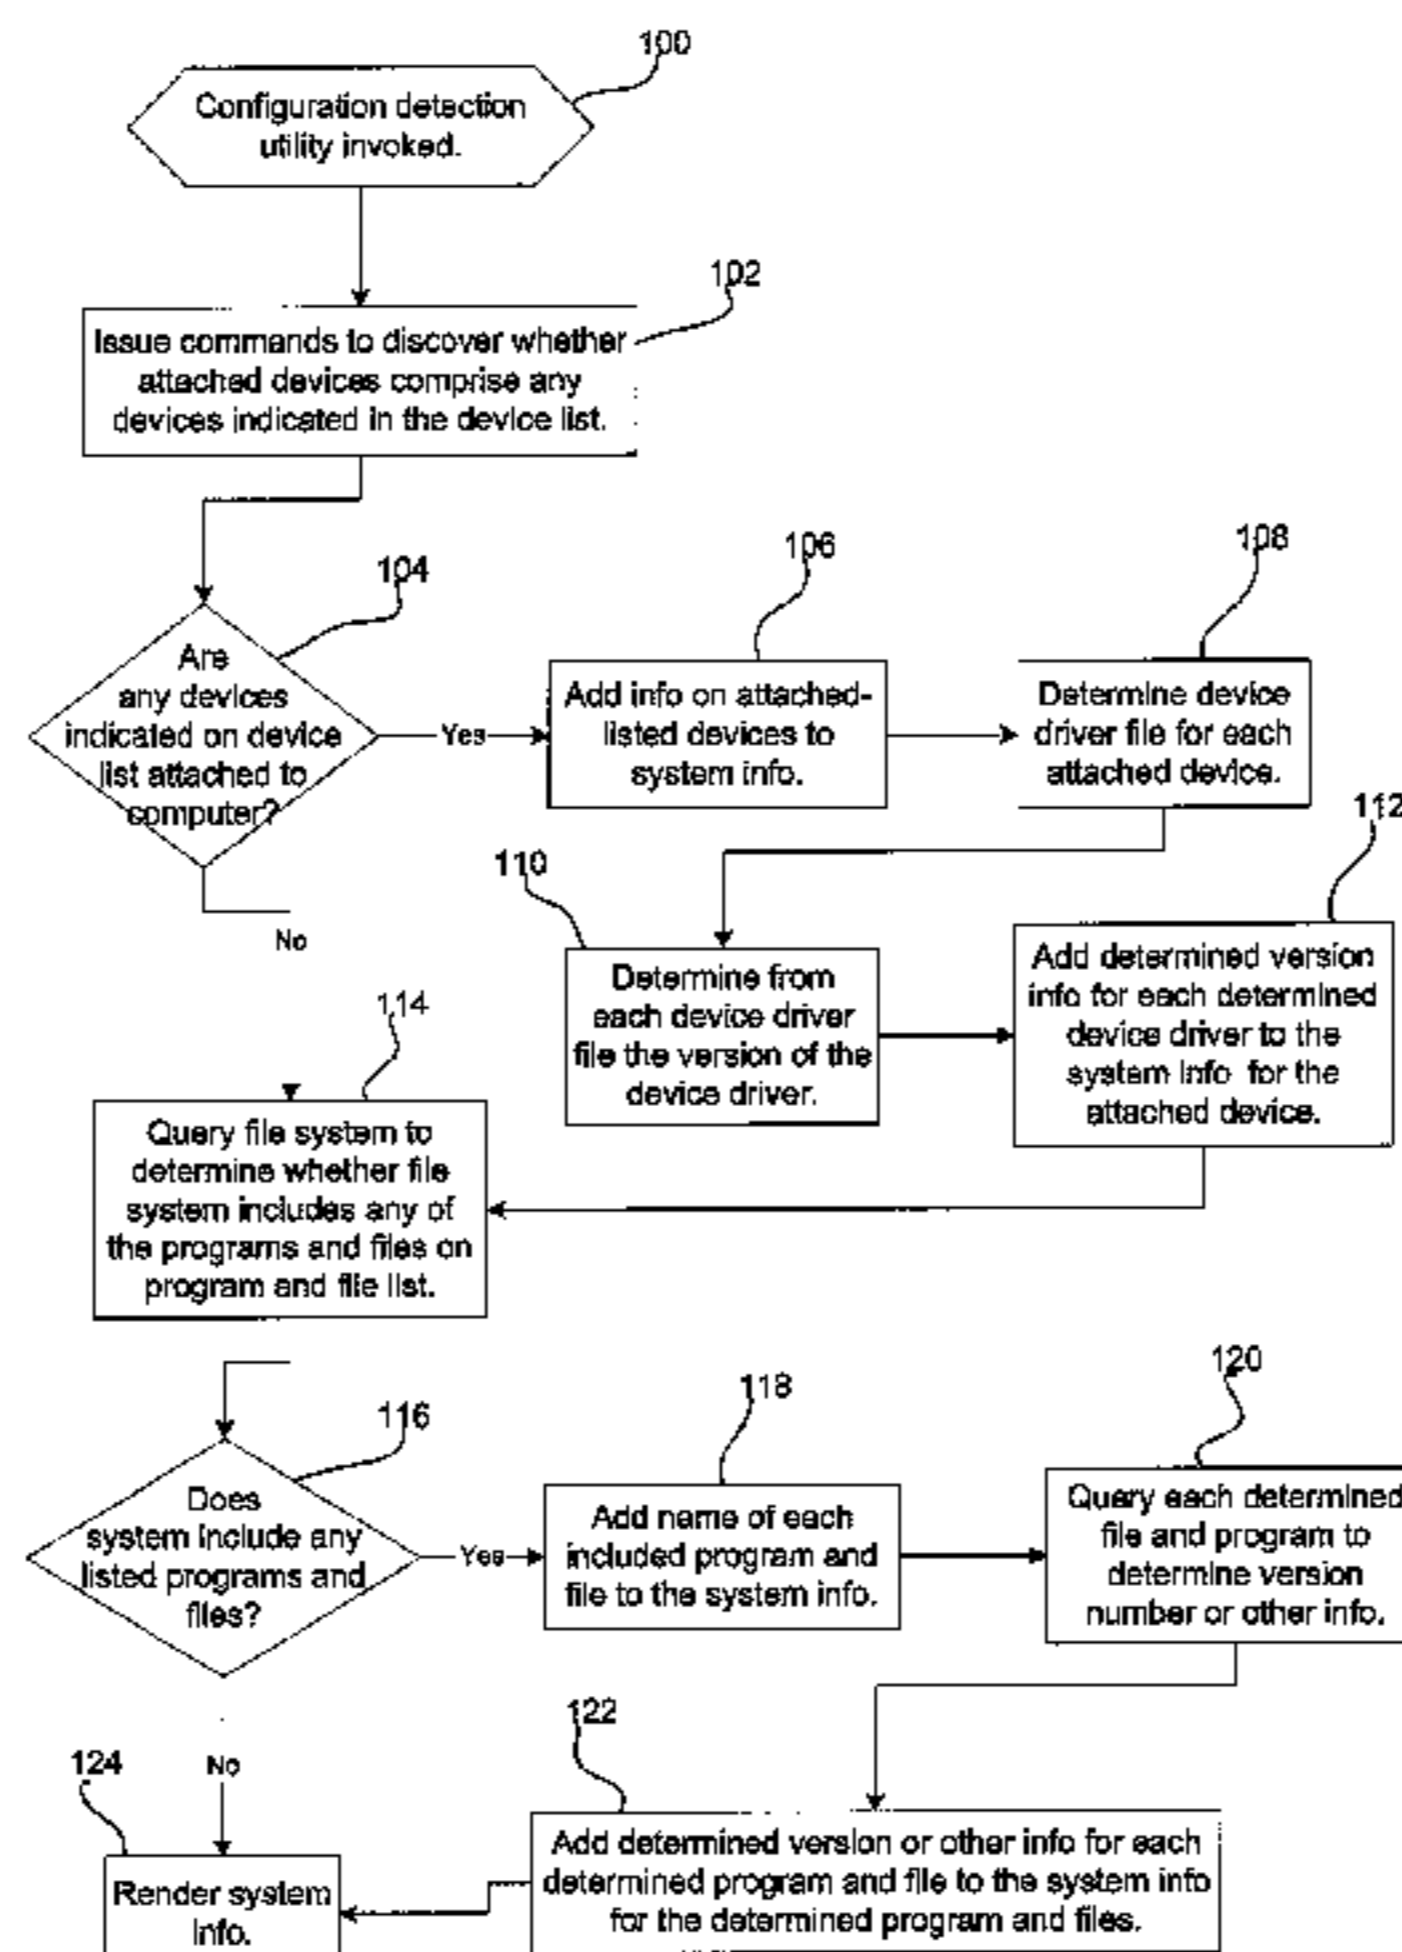 100
Configuration detection
utility invoked.
102
Issue commands to discover whether
attached devices comprise any
devices indicated in the device list.
104
Are
any devices
indicated on device
list attached to
computer?
Yes
No
106
Add info on attached-
listed devices to
system info.
108
Determine device
driver file for each
attached device.
110
Determine from
each device driver
file the version of the
device driver.
112
Add determined version
info for each determined
device driver to the
system info for the
attached device.
114
Query file system to
determine whether file
system includes any of
the programs and files on
program and file list.
116
Does
system include any
listed programs and
files?
Yes
No
118
Add name of each
included program and
file to the system info.
120
Query each determined
file and program to
determine version
number or other info.
122
Add determined version or other info for each
determined program and file to the system info
for the determined program and files.
124
Render system
info.